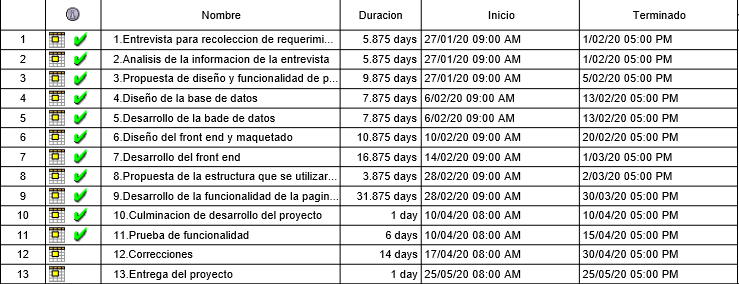 Nombre Duracion Inicio Terminado
1 1.Entrevista para recoleccion de requerimi... 5.875 days 27/01/20 09:00 AM 1/02/20 05:00 PM
2 2.Analisis de la informacion de la entrevista 5.875 days 27/01/20 09:00 AM 1/02/20 05:00 PM
3 3.Propuesta de diseño y funcionalidad de p... 9.875 days 27/01/20 09:00 AM 5/02/20 05:00 PM
4 4.Diseño de la base de datos 7.875 days 6/02/20 09:00 AM 13/02/20 05:00 PM
5 5.Desarrollo de la bade de datos 7.875 days 6/02/20 09:00 AM 13/02/20 05:00 PM
6 6.Diseño del front end y maquetado 10.875 days 10/02/20 09:00 AM 20/02/20 05:00 PM
7 7.Desarrollo del front end 16.875 days 14/02/20 09:00 AM 1/03/20 05:00 PM
8 8.Propuesta de la estructura que se utilizar... 3.875 days 28/02/20 09:00 AM 2/03/20 05:00 PM
9 9.Desarrollo de la funcionalidad de la pagin... 31.875 days 28/02/20 09:00 AM 30/03/20 05:00 PM
10 10.Culminacion de desarrollo del proyecto 1 day 10/04/20 08:00 AM 10/04/20 05:00 PM
11 11.Prueba de funcionalidad 6 days 10/04/20 08:00 AM 15/04/20 05:00 PM
12 12.Correcciones 14 days 17/04/20 08:00 AM 30/04/20 05:00 PM
13 13.Entrega del proyecto 1 day 25/05/20 08:00 AM 25/05/20 05:00 PM